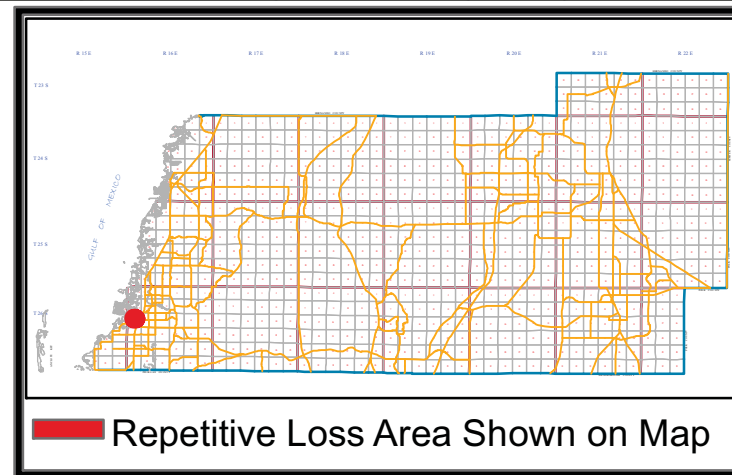 R 15 E R 16 E R 17 E R 18 E R 19 E R 20 E R 21 E R 22 E
T 23 S
T 24 S
GULF OF MEXICO
T 25 S
T 26 S
Repetitive Loss Area Shown on Map